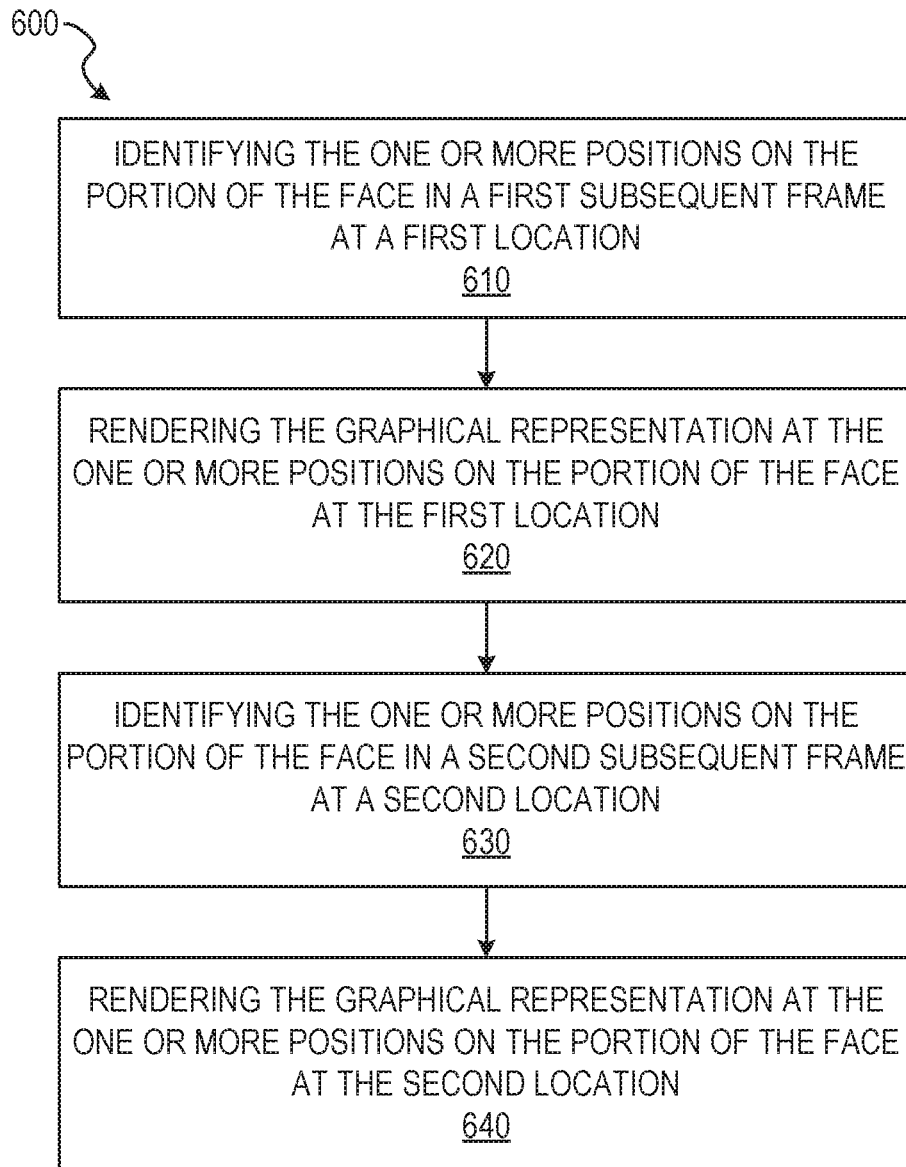 600
IDENTIFYING THE ONE OR MORE POSITIONS ON THE
PORTION OF THE FACE IN A FIRST SUBSEQUENT FRAME
AT A FIRST LOCATION
610
RENDERING THE GRAPHICAL REPRESENTATION AT THE
ONE OR MORE POSITIONS ON THE PORTION OF THE FACE
AT THE FIRST LOCATION
620
IDENTIFYING THE ONE OR MORE POSITIONS ON THE
PORTION OF THE FACE IN A SECOND SUBSEQUENT FRAME
AT A SECOND LOCATION
630
RENDERING THE GRAPHICAL REPRESENTATION AT THE
ONE OR MORE POSITIONS ON THE PORTION OF THE FACE
AT THE SECOND LOCATION
640